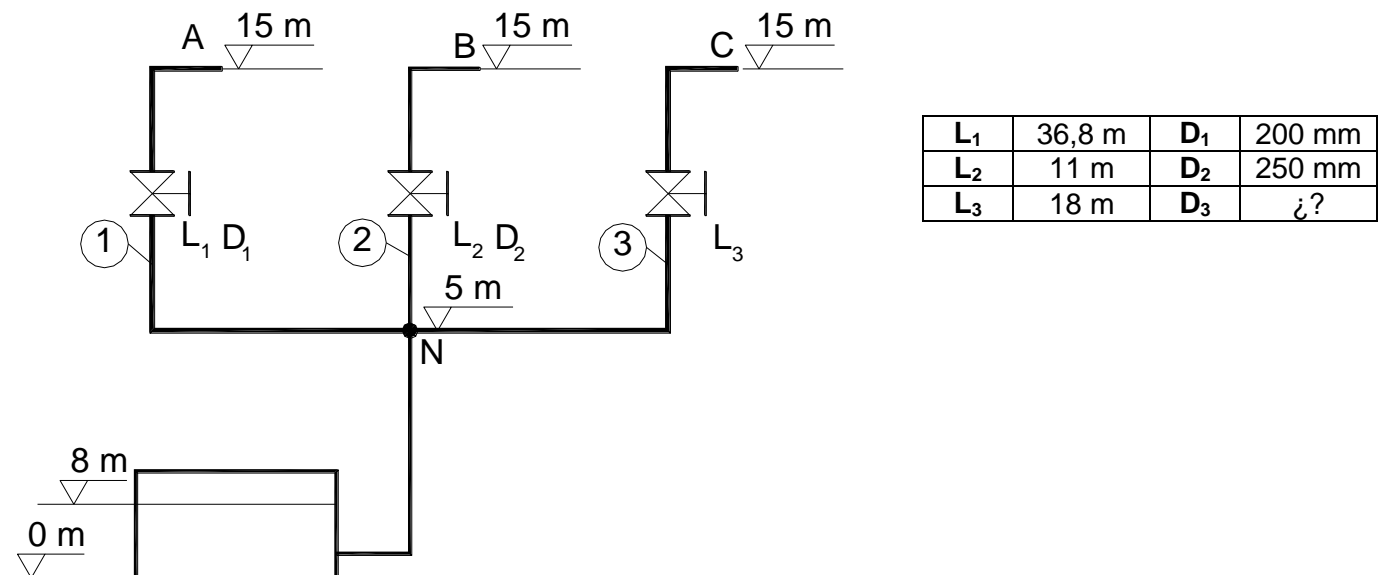 A 15 m B 15 m C 15 m
1 L₁ D₁ 2 L₂ D₂ 3 L₃
5 m
N
8 m
0 m
L₁ 36,8 m D₁ 200 mm
L₂ 11 m D₂ 250 mm
L₃ 18 m D₃ ¿?